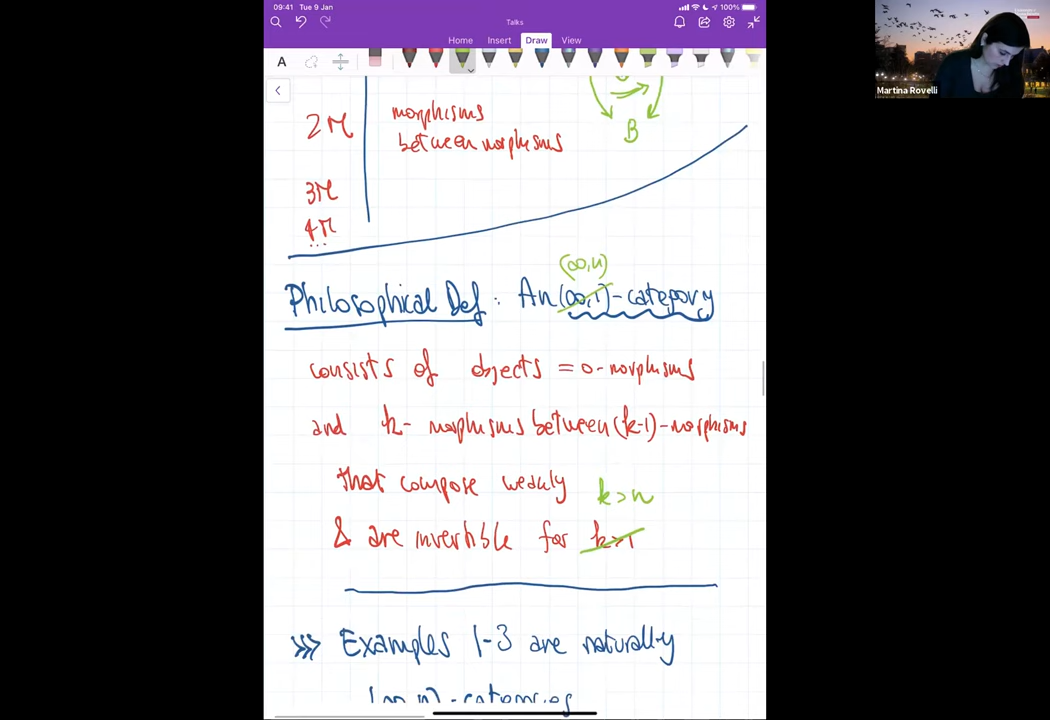 09:41 Tue 9 Jan
100%
Talks
Home Insert Draw View
A
2M
morphisms
between morphisms
B
3M
4M
...
(∞,n)
Philosophical Def: An (∞,1)-category
consists of objects = 0-morphisms
and k-morphisms between (k-1)-morphisms
that compose weakly k>n
& are invertible for k>1
>>> Examples 1-3 are naturally
(∞,n)-categories
Martina Rovelli